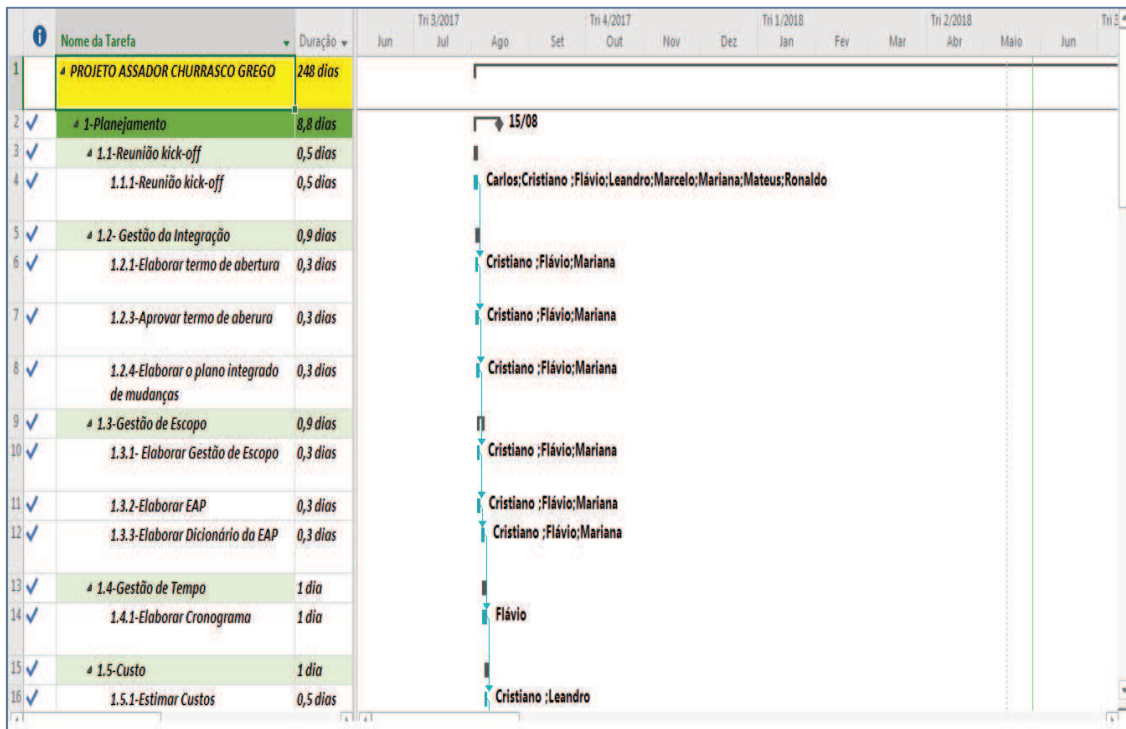 Tri 3/2017 Tri 4/2017 Tri 1/2018 Tri 2/2018 Tri 3
Nome da Tarefa Duração Jun Jul Ago Set Out Nov Dez Jan Fev Mar Abr Maio Jun
1 PROJETO ASSADOR CHURRASCO GREGO 248 dias
2 1-Planejamento 8,8 dias 15/08
3 1.1-Reunião kick-off 0,5 dias
4 1.1.1-Reunião kick-off 0,5 dias Carlos;Cristiano ;Flávio;Leandro;Marcelo;Mariana;Mateus;Ronaldo
5 1.2- Gestão da Integração 0,9 dias
6 1.2.1-Elaborar termo de abertura 0,3 dias Cristiano ;Flávio;Mariana
7 1.2.3-Aprovar termo de aberura 0,3 dias Cristiano ;Flávio;Mariana
8 1.2.4-Elaborar o plano integrado 0,3 dias Cristiano ;Flávio;Mariana
de mudanças
9 1.3-Gestão de Escopo 0,9 dias
10 1.3.1- Elaborar Gestão de Escopo 0,3 dias Cristiano ;Flávio;Mariana
11 1.3.2-Elaborar EAP 0,3 dias Cristiano ;Flávio;Mariana
12 1.3.3-Elaborar Dicionário da EAP 0,3 dias Cristiano ;Flávio;Mariana
13 1.4-Gestão de Tempo 1 dia
14 1.4.1-Elaborar Cronograma 1 dia Flávio
15 1.5-Custo 1 dia
16 1.5.1-Estimar Custos 0,5 dias Cristiano ;Leandro